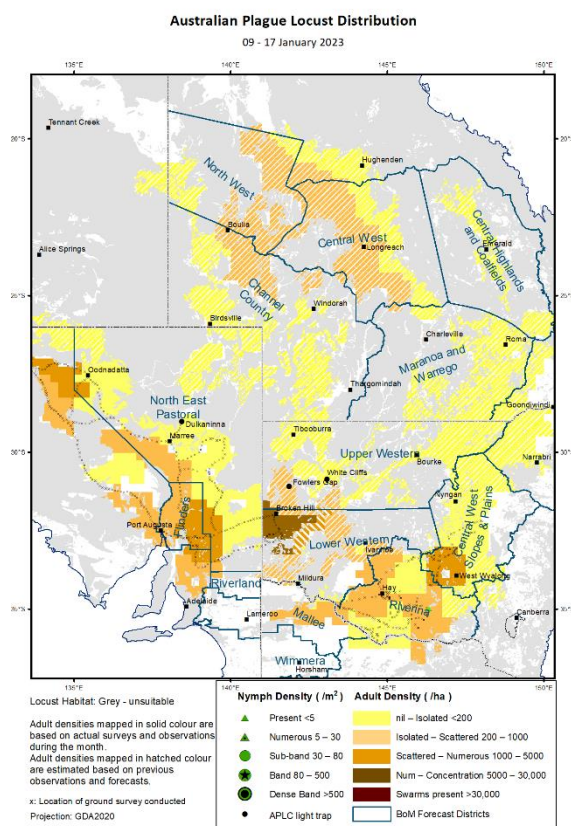 Australian Plague Locust Distribution
09 - 17 January 2023
135°E
140°E
145°E
150°E
Tennant Creek
20°S
20°S
Hughenden
North West
Boulia
Central West
Longreach
Central Highlands
and Coalfields
Emerald
Alice Springs
25°S
25°S
Channel
Country
Windorah
Birdsville
Charleville
Roma
Maranoa and
Warrego
Oodnadatta
Thargomindah
Goondiwindi
North East
Pastoral
Dulkaninna
Marree
Tibooburra
Upper Western
30°S
30°S
Bourke
Narrabri
White Cliffs
Fowlers Gap
Nyngan
Broken Hill
Central West
Slopes & Plains
Port Augusta
Flinders
Lower Western
Ivanhoe
Riverland
Mildura
Hay
West Wyalong
35°S
35°S
Adelaide
Lameroo
Mallee
Riverina
Canberra
Wimmera
Horsham
135°E
140°E
145°E
150°E
Locust Habitat: Grey - unsuitable
Adult densities mapped in solid colour are
based on actual surveys and observations
during the month.
Adult densities mapped in hatched colour
are estimated based on previous
observations and forecasts.
x: Location of ground survey conducted
Projection: GDA2020
Nymph Density ( /m²)
Present <5
Numerous 5 - 30
Sub-band 30 – 80
Band 80 – 500
Dense Band >500
APLC light trap
Adult Density (/ha)
nil – Isolated <200
Isolated – Scattered 200 - 1000
Scattered – Numerous 1000 - 5000
Num – Concentration 5000 – 30,000
Swarms present >30,000
BoM Forecast Districts